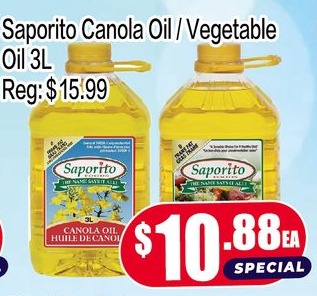 Saporito Canola Oil / Vegetable
Oil 3L
Reg: $15.99
Saporito
THE NAME SAYS IT ALL!
3L
CANOLA OIL
HUILE DE CANOL
Saporito
THE NAME SAYS IT ALL!
$10.88EA
SPECIAL